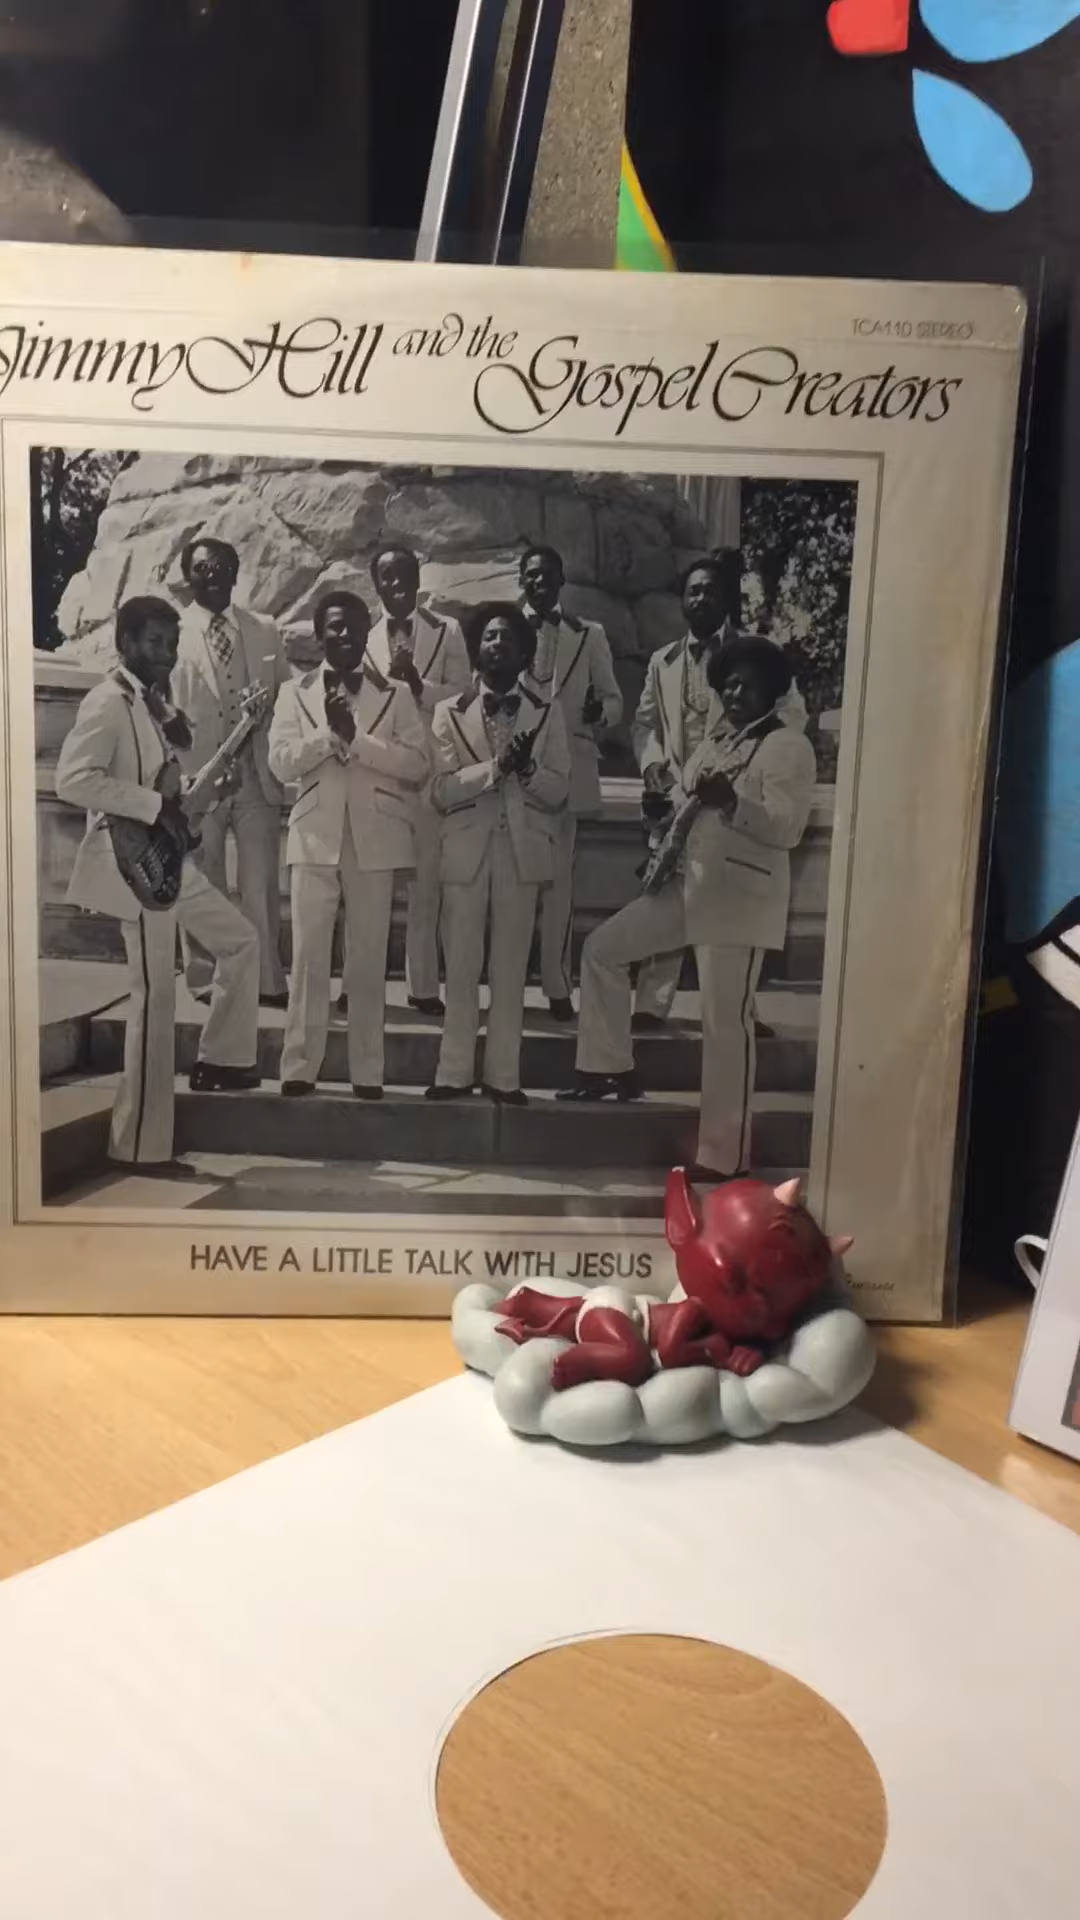 TCA110 STEREO
Jimmy Hill and the Gospel Creators
HAVE A LITTLE TALK WITH JESUS